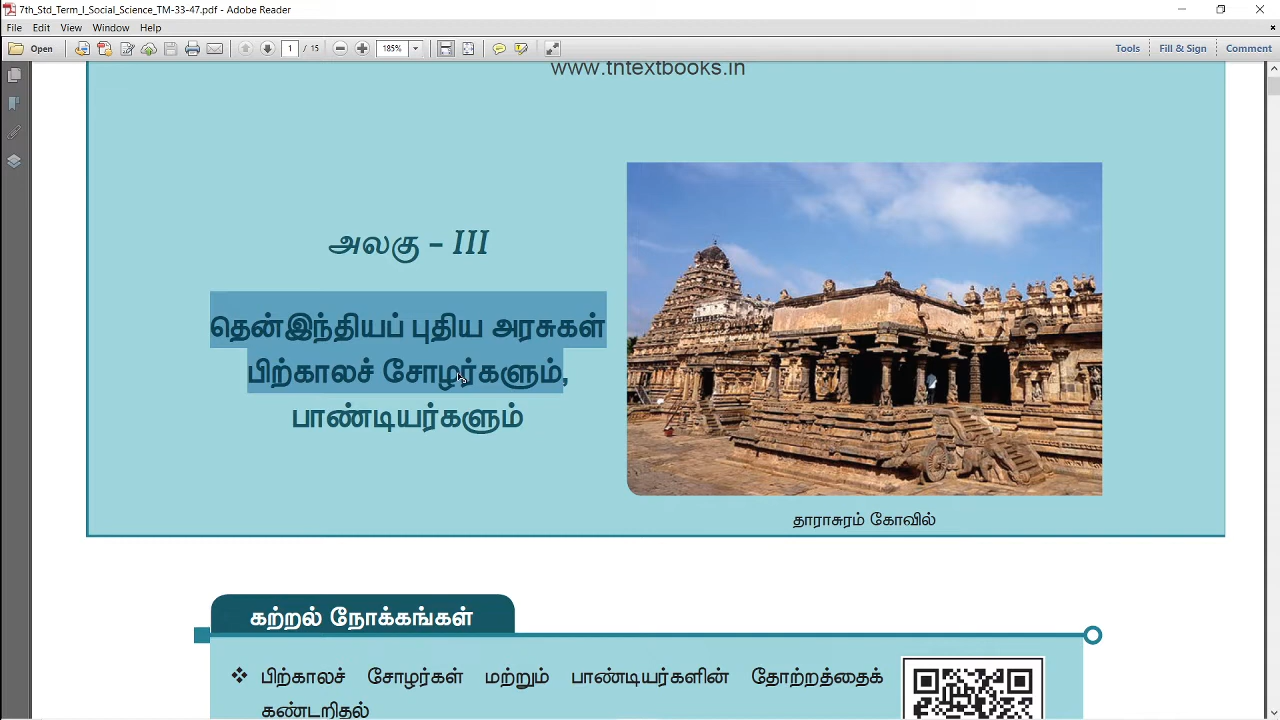 7th_Std_Term_I_Social_Science_TM-33-47.pdf - Adobe Reader
File Edit View Window Help
Open 1 / 15 185% Tools Fill & Sign Comment
www.tntextbooks.in
அலகு – III
தென்இந்தியப் புதிய அரசுகள்
பிற்காலச் சோழர்களும்,
பாண்டியர்களும்
தாராசுரம் கோவில்
கற்றல் நோக்கங்கள்
❖ பிற்காலச் சோழர்கள் மற்றும் பாண்டியர்களின் தோற்றத்தைக்
கண்டறிதல்